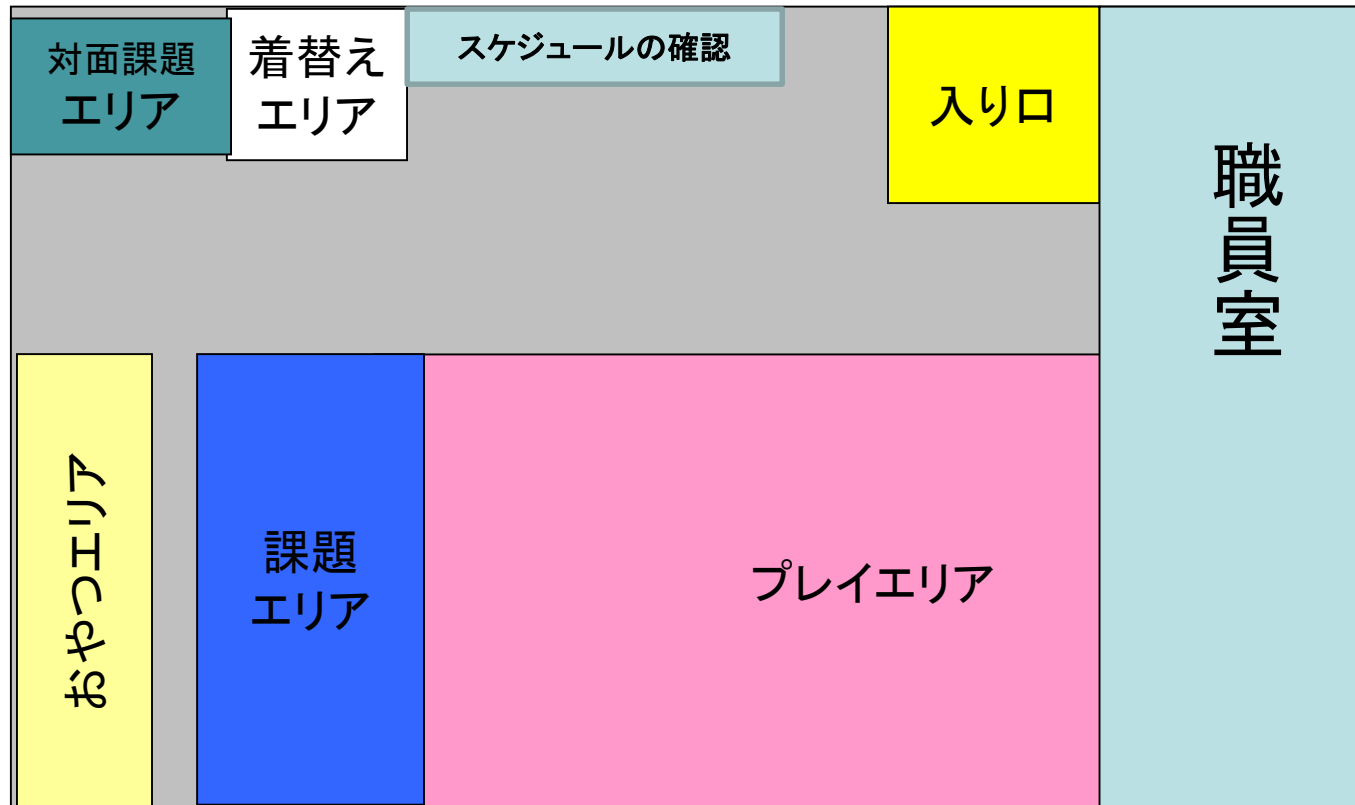 対面課題
エリア
着替え
エリア
スケジュールの確認
入り口
職員室
おやつエリア
課題
エリア
プレイエリア